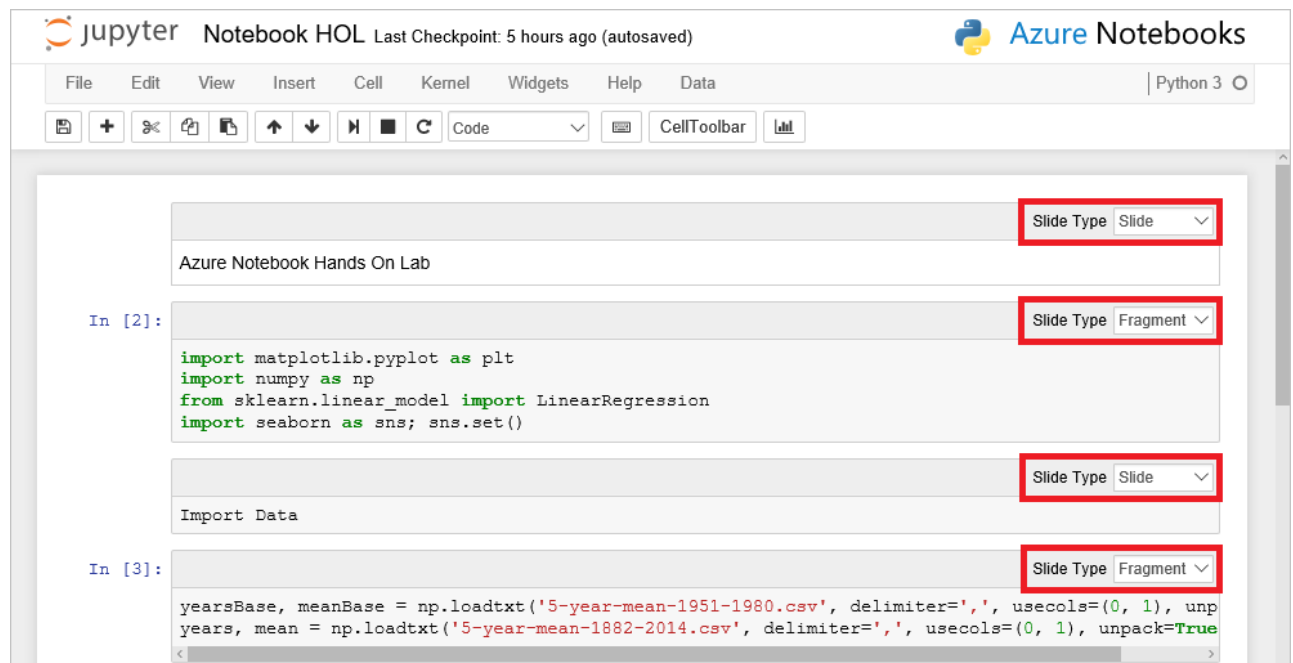 jupyter Notebook HOL Last Checkpoint: 5 hours ago (autosaved) Azure Notebooks
File Edit View Insert Cell Kernel Widgets Help Data Python 3
Code CellToolbar
Slide Type Slide
Azure Notebook Hands On Lab
In [2]: Slide Type Fragment
import matplotlib.pyplot as plt
import numpy as np
from sklearn.linear_model import LinearRegression
import seaborn as sns; sns.set()
Slide Type Slide
Import Data
In [3]: Slide Type Fragment
yearsBase, meanBase = np.loadtxt('5-year-mean-1951-1980.csv', delimiter=',', usecols=(0, 1), unp
years, mean = np.loadtxt('5-year-mean-1882-2014.csv', delimiter=',', usecols=(0, 1), unpack=True